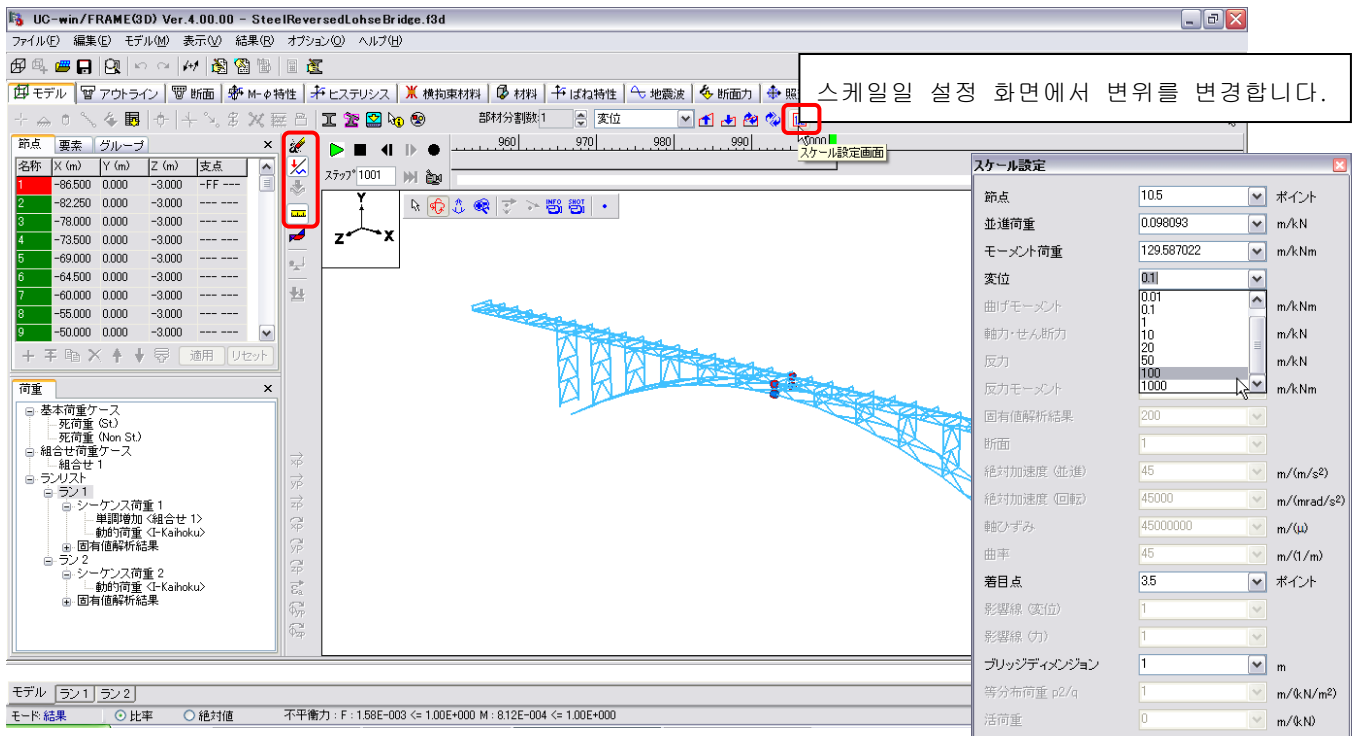 UC-win/FRAME(3D) Ver.4.00.00 - SteelReversedLohseBridge.f3d
ファイル(F) 編集(E) モデル(M) 表示(V) 結果(R) オプション(O) ヘルプ(H)
스케일일 설정 화면에서 변위를 변경합니다.
モデル アウトライン 断面 M-φ特性 ヒステリシス 横拘束材料 材料 ばね特性 地震波 断面力 照
部材分割数:1 変位
スケール設定画面
節点 要素 グループ
名称 X (m) Y (m) Z (m) 支点
1 -86.500 0.000 -3.000 -FF ---
2 -82.250 0.000 -3.000 --- ---
3 -78.000 0.000 -3.000 --- ---
4 -73.500 0.000 -3.000 --- ---
5 -69.000 0.000 -3.000 --- ---
6 -64.500 0.000 -3.000 --- ---
7 -60.000 0.000 -3.000 --- ---
8 -55.000 0.000 -3.000 --- ---
9 -50.000 0.000 -3.000 --- ---
適用 リセット
960 970 980 990 1000
ステップ 1001
INFO SHOT
Y
Z X
荷重
基本荷重ケース
死荷重 (St.)
死荷重 (Non St.)
組合せ荷重ケース
組合せ 1
ランリスト
ラン 1
シーケンス荷重 1
単調増加 <組合せ 1>
動的荷重 <I-Kaihoku>
固有値解析結果
ラン 2
シーケンス荷重 2
動的荷重 <I-Kaihoku>
固有値解析結果
xp
yp
zp
xp
yp
zp
εa
φyp
φzp
スケール設定
節点 10.5 ポイント
並進荷重 0.098093 m/kN
モーメント荷重 129.587022 m/kNm
変位 0.1
0.01
0.1
1
10
20
50
100
1000
曲げモーメント m/kNm
軸力・せん断力 m/kN
反力 m/kN
反力モーメント m/kNm
固有値解析結果 200
断面 1
絶対加速度 (並進) 45 m/(m/s²)
絶対加速度 (回転) 45000 m/(mrad/s²)
軸ひずみ 45000000 m/(μ)
曲率 45 m/(1/m)
着目点 3.5 ポイント
影響線 (変位) 1
影響線 (力) 1
ブリッジディメンジョン 1 m
等分布荷重 p2/q 1 m/(kN/m²)
活荷重 0 m/(kN)
モデル ラン 1 ラン 2
モード: 結果 比率 絶対値 不平衡力 : F : 1.58E-003 <= 1.00E+000 M : 8.12E-004 <= 1.00E+000